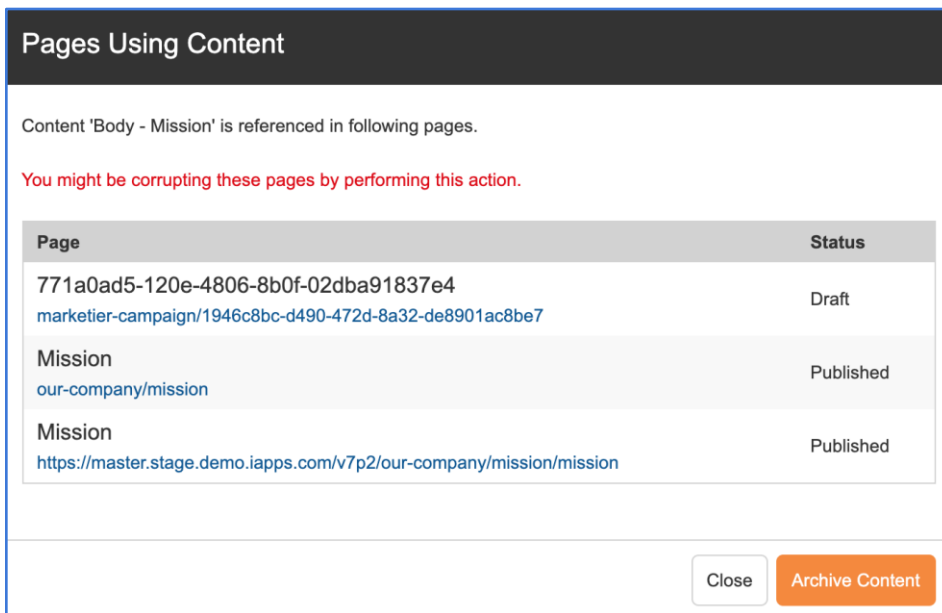 Pages Using Content
Content 'Body - Mission' is referenced in following pages.
You might be corrupting these pages by performing this action.
Page Status
771a0ad5-120e-4806-8b0f-02dba91837e4
marketier-campaign/1946c8bc-d490-472d-8a32-de8901ac8be7
Draft
Mission
our-company/mission
Published
Mission
https://master.stage.demo.iapps.com/v7p2/our-company/mission/mission
Published
Close Archive Content